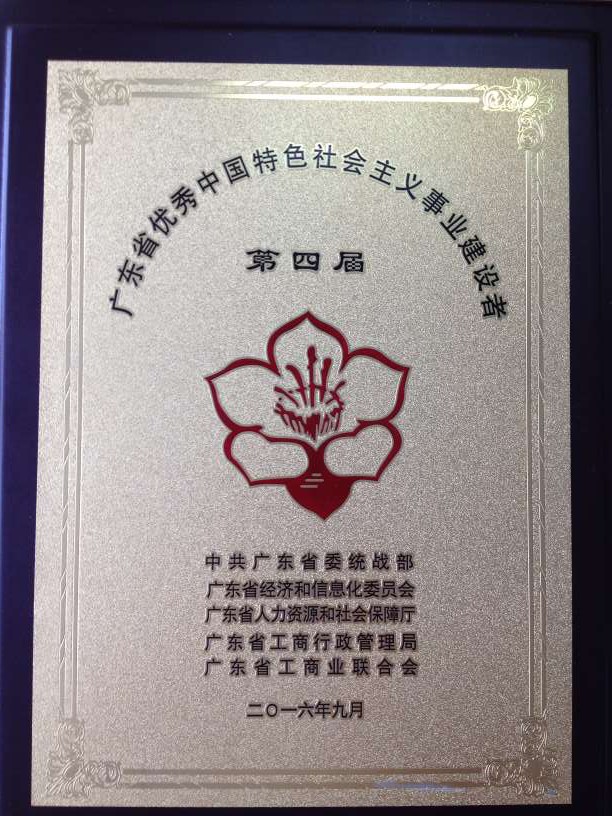 广东省优秀中国特色社会主义事业建设者
第四届
中共广东省委统战部
广东省经济和信息化委员会
广东省人力资源和社会保障厅
广东省工商行政管理局
广东省工商业联合会
二〇一六年九月